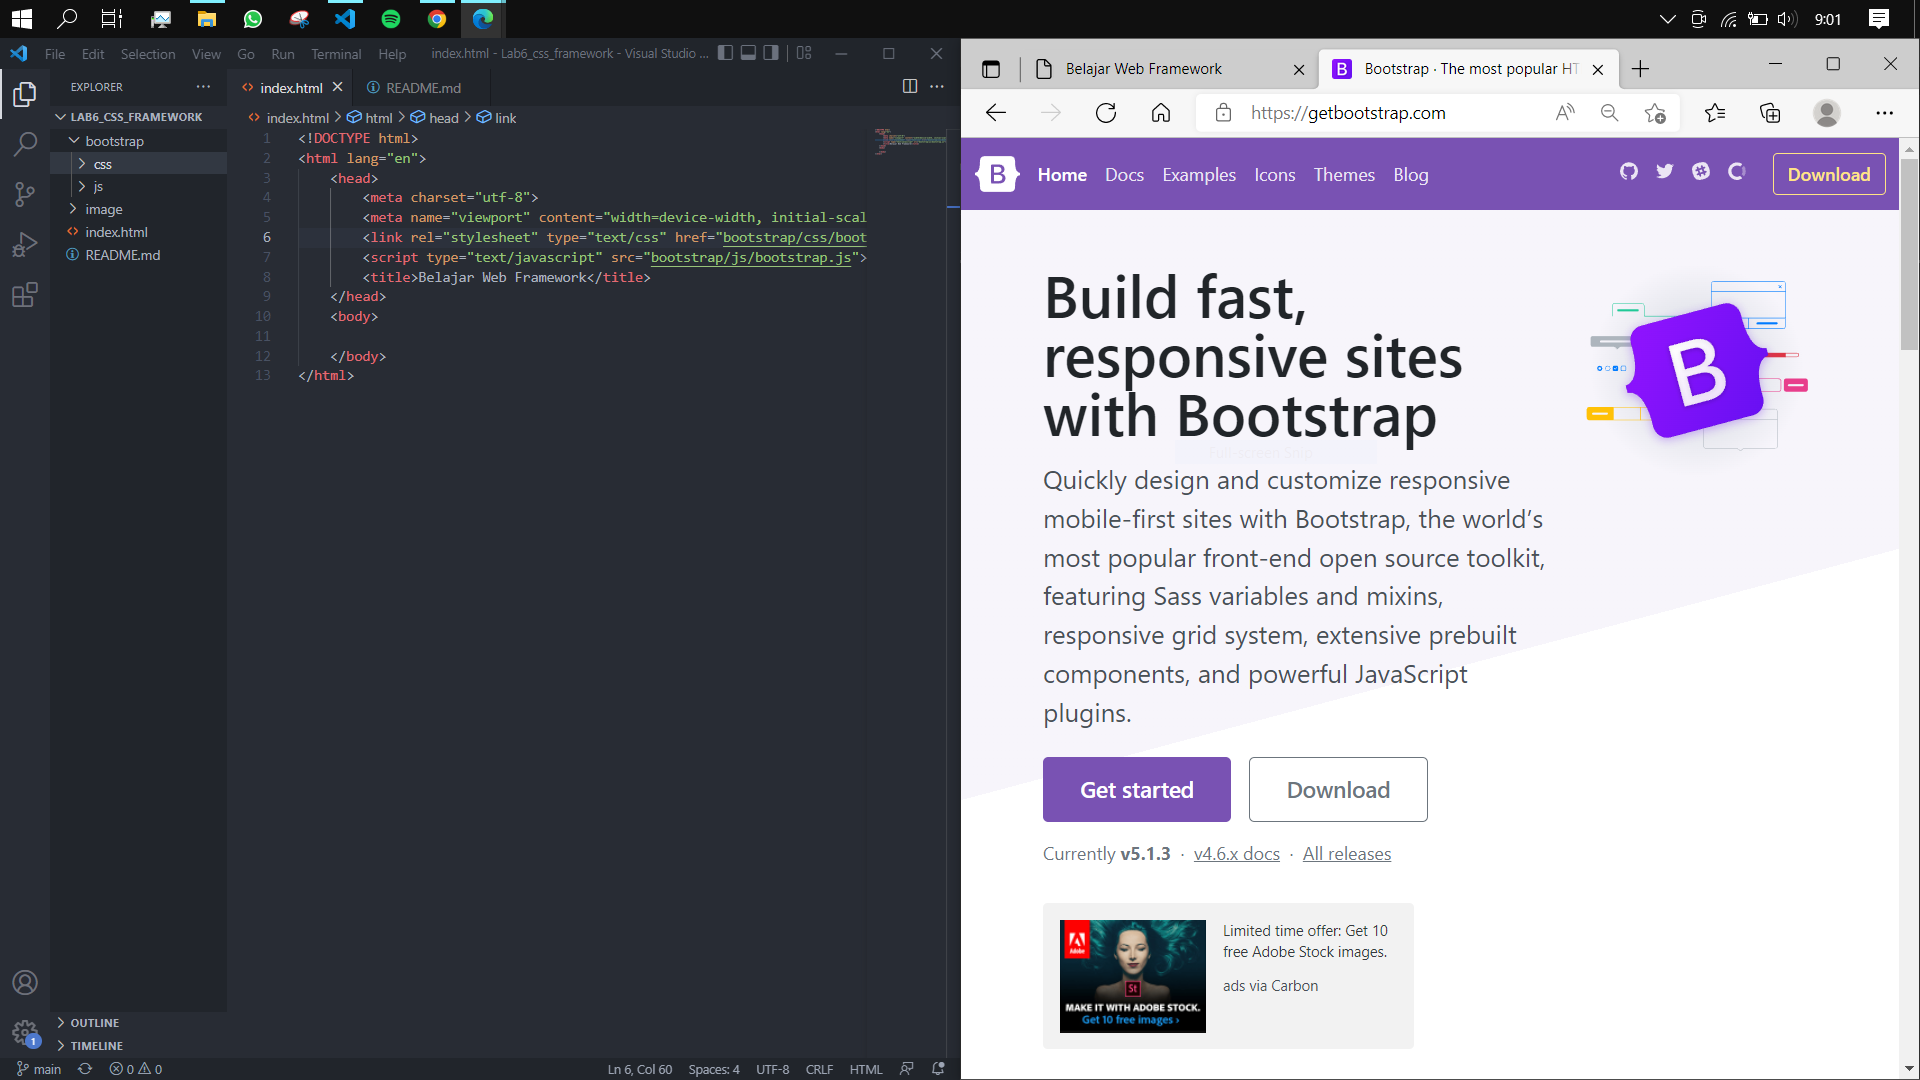 9:01
File Edit Selection View Go Run Terminal Help
index.html - Lab6_css_framework - Visual Studio ...
EXPLORER
LAB6_CSS_FRAMEWORK
bootstrap
css
js
image
index.html
README.md
OUTLINE
TIMELINE
index.html
README.md
index.html > html > head > link
1 <!DOCTYPE html>
2 <html lang="en">
3 <head>
4 <meta charset="utf-8">
5 <meta name="viewport" content="width=device-width, initial-scal
6 <link rel="stylesheet" type="text/css" href="bootstrap/css/boot
7 <script type="text/javascript" src="bootstrap/js/bootstrap.js">
8 <title>Belajar Web Framework</title>
9 </head>
10 <body>
11
12 </body>
13 </html>
1
main
0 0
Ln 6, Col 60 Spaces: 4 UTF-8 CRLF HTML
Belajar Web Framework
Bootstrap · The most popular HT
https://getbootstrap.com
B Home Docs Examples Icons Themes Blog
Download
Build fast,
responsive sites
with Bootstrap
B
Quickly design and customize responsive
mobile-first sites with Bootstrap, the world’s
most popular front-end open source toolkit,
featuring Sass variables and mixins,
responsive grid system, extensive prebuilt
components, and powerful JavaScript
plugins.
Get started
Download
Currently v5.1.3 · v4.6.x docs · All releases
Adobe
St
MAKE IT WITH ADOBE STOCK.
Get 10 free images ›
Limited time offer: Get 10
free Adobe Stock images.
ads via Carbon